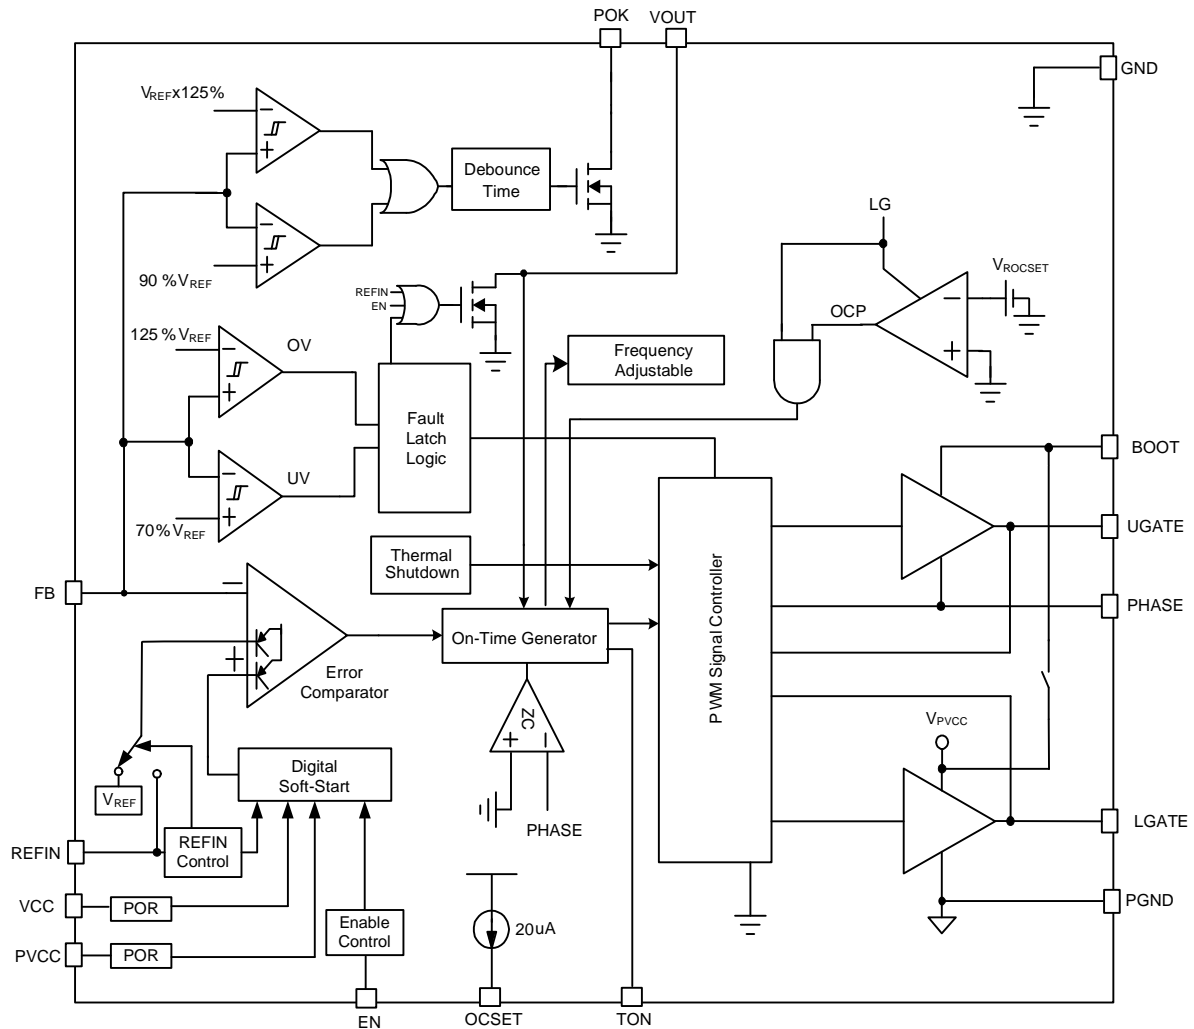 POK
VOUT
GND
VREFx125%
Debounce
Time
90%VREF
LG
VROCSET
OCP
REFIN
EN
125%VREF
OV
Frequency
Adjustable
Fault
Latch
Logic
UV
70%VREF
BOOT
UGATE
Thermal
Shutdown
FB
PHASE
On-Time Generator
PWM Signal Controller
Error
Comparator
ZC
VPVCC
Digital
Soft-Start
VREF
PHASE
LGATE
REFIN
REFIN
Control
VCC
POR
Enable
Control
20uA
PGND
PVCC
POR
EN
OCSET
TON